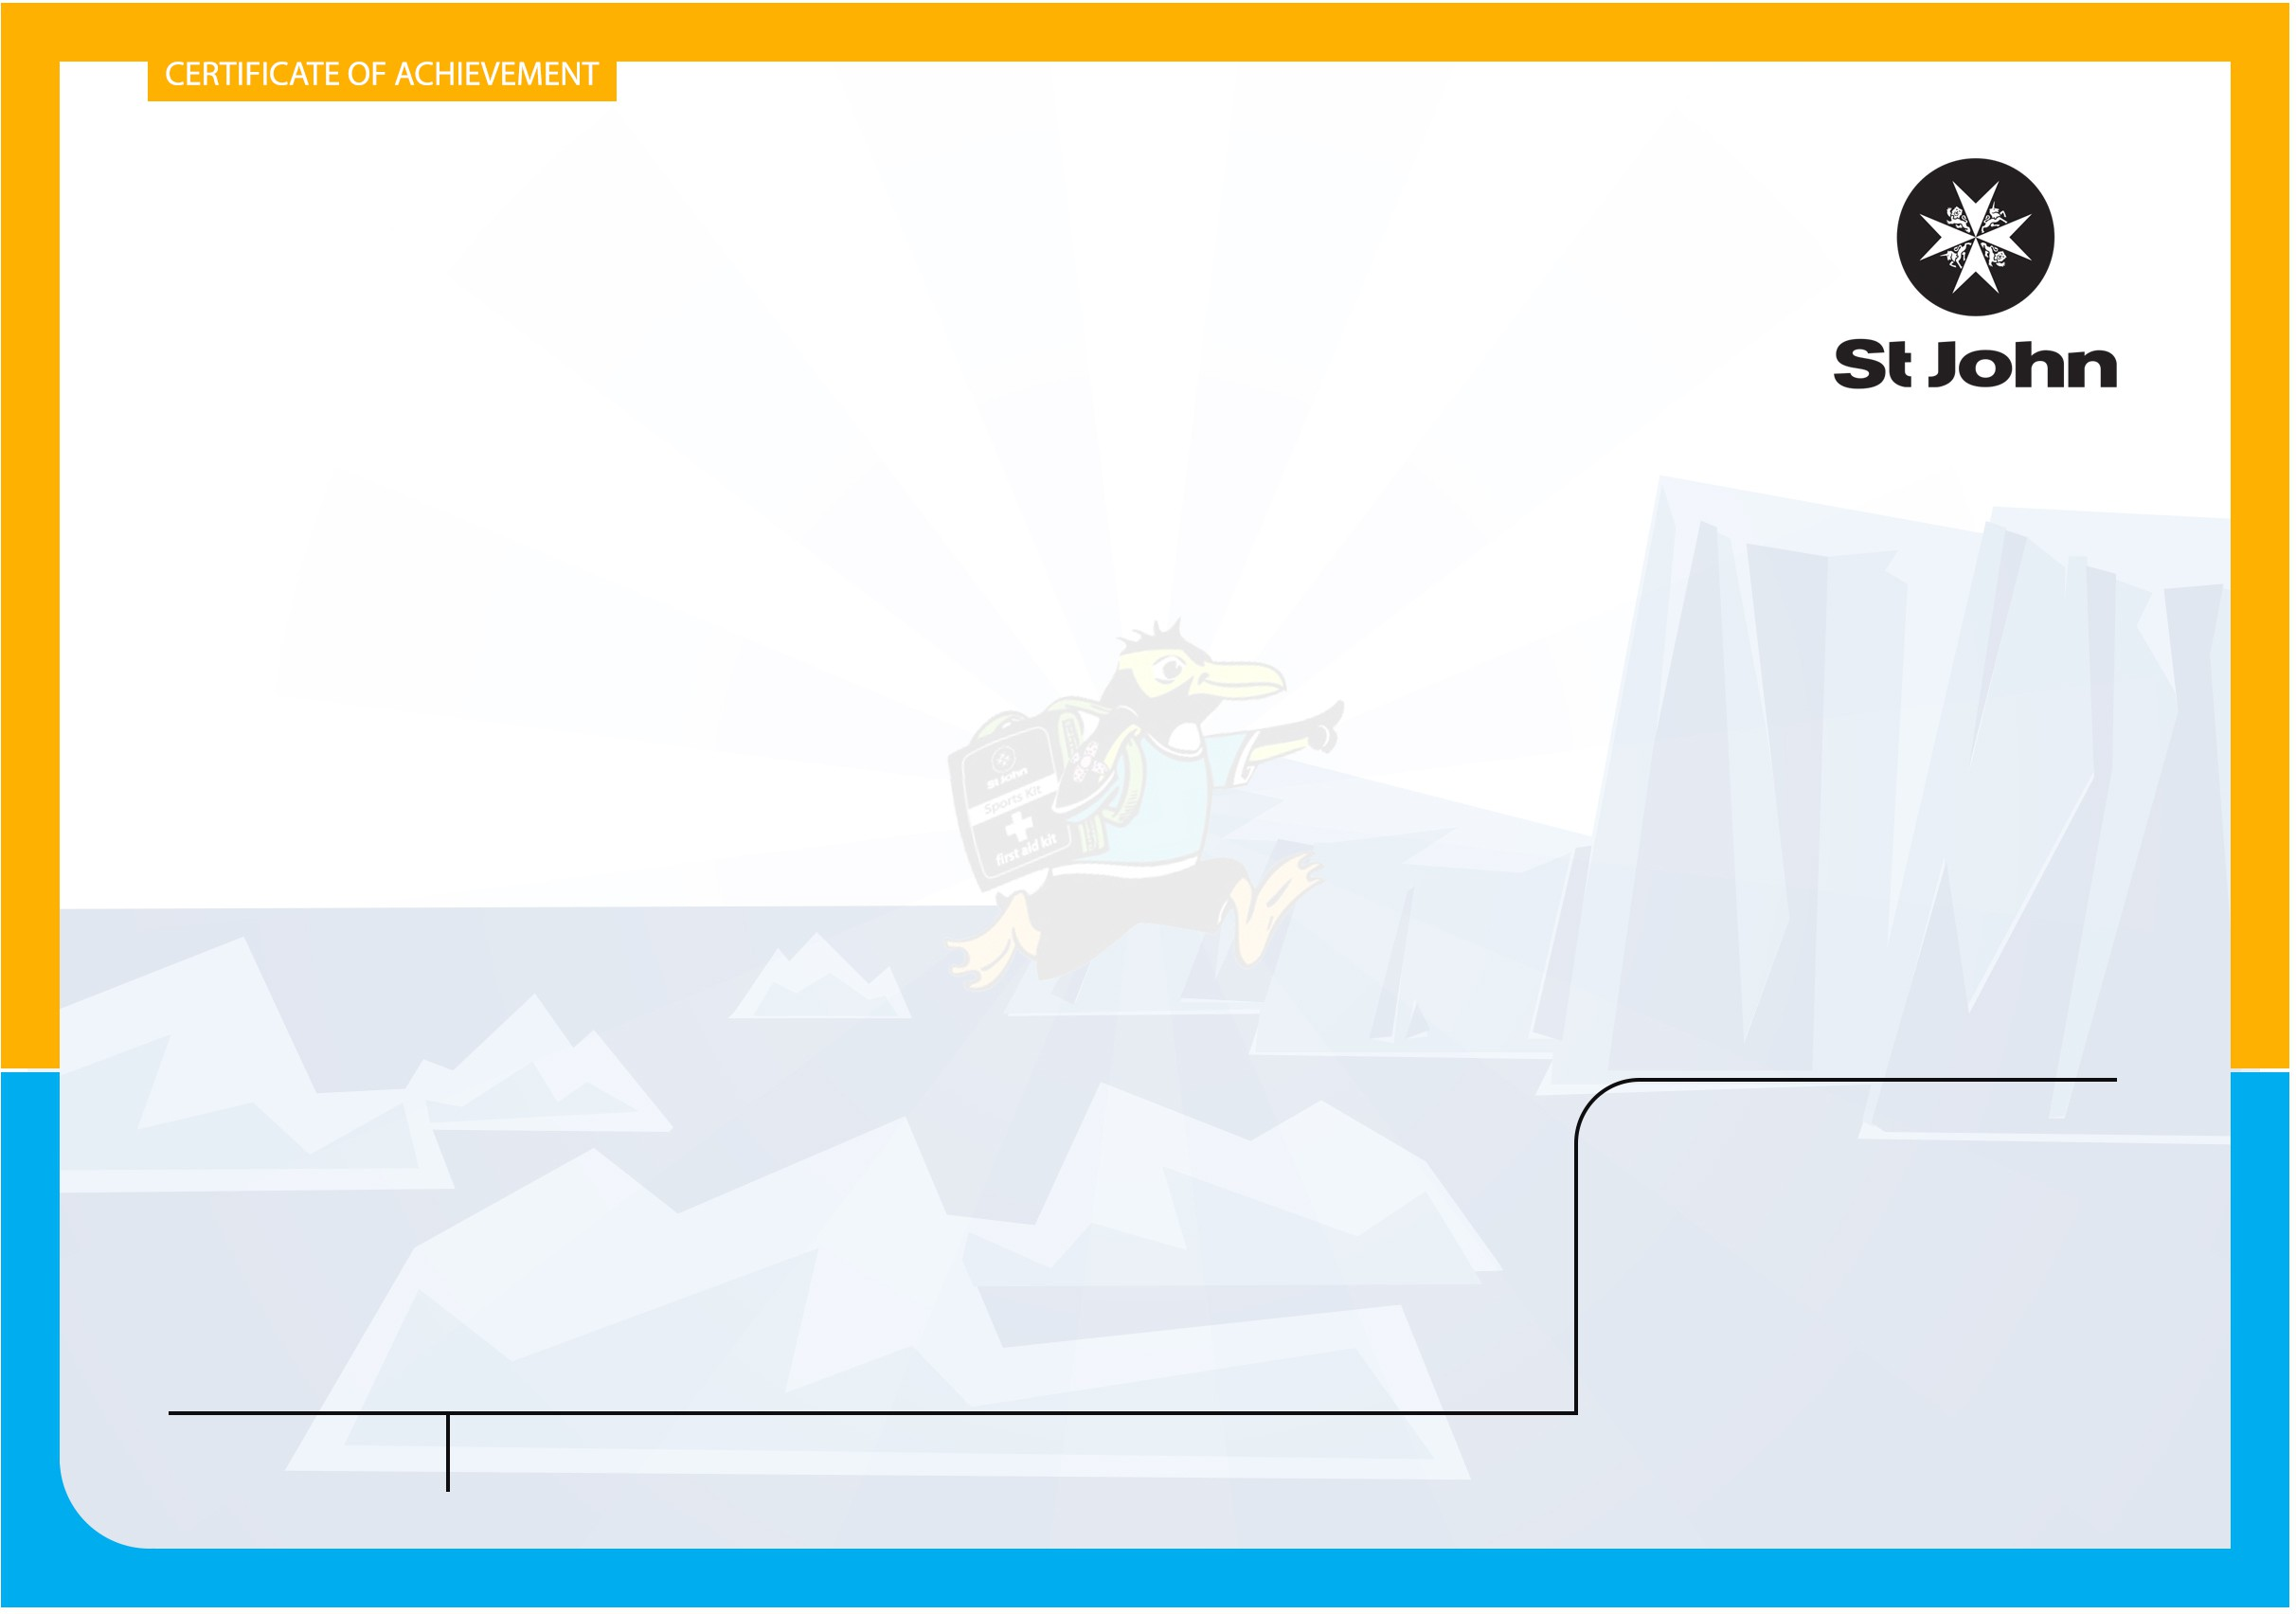 CERTIFICATE OF ACHIEVEMENT
St John
St John
Sports Kit
first aid kit